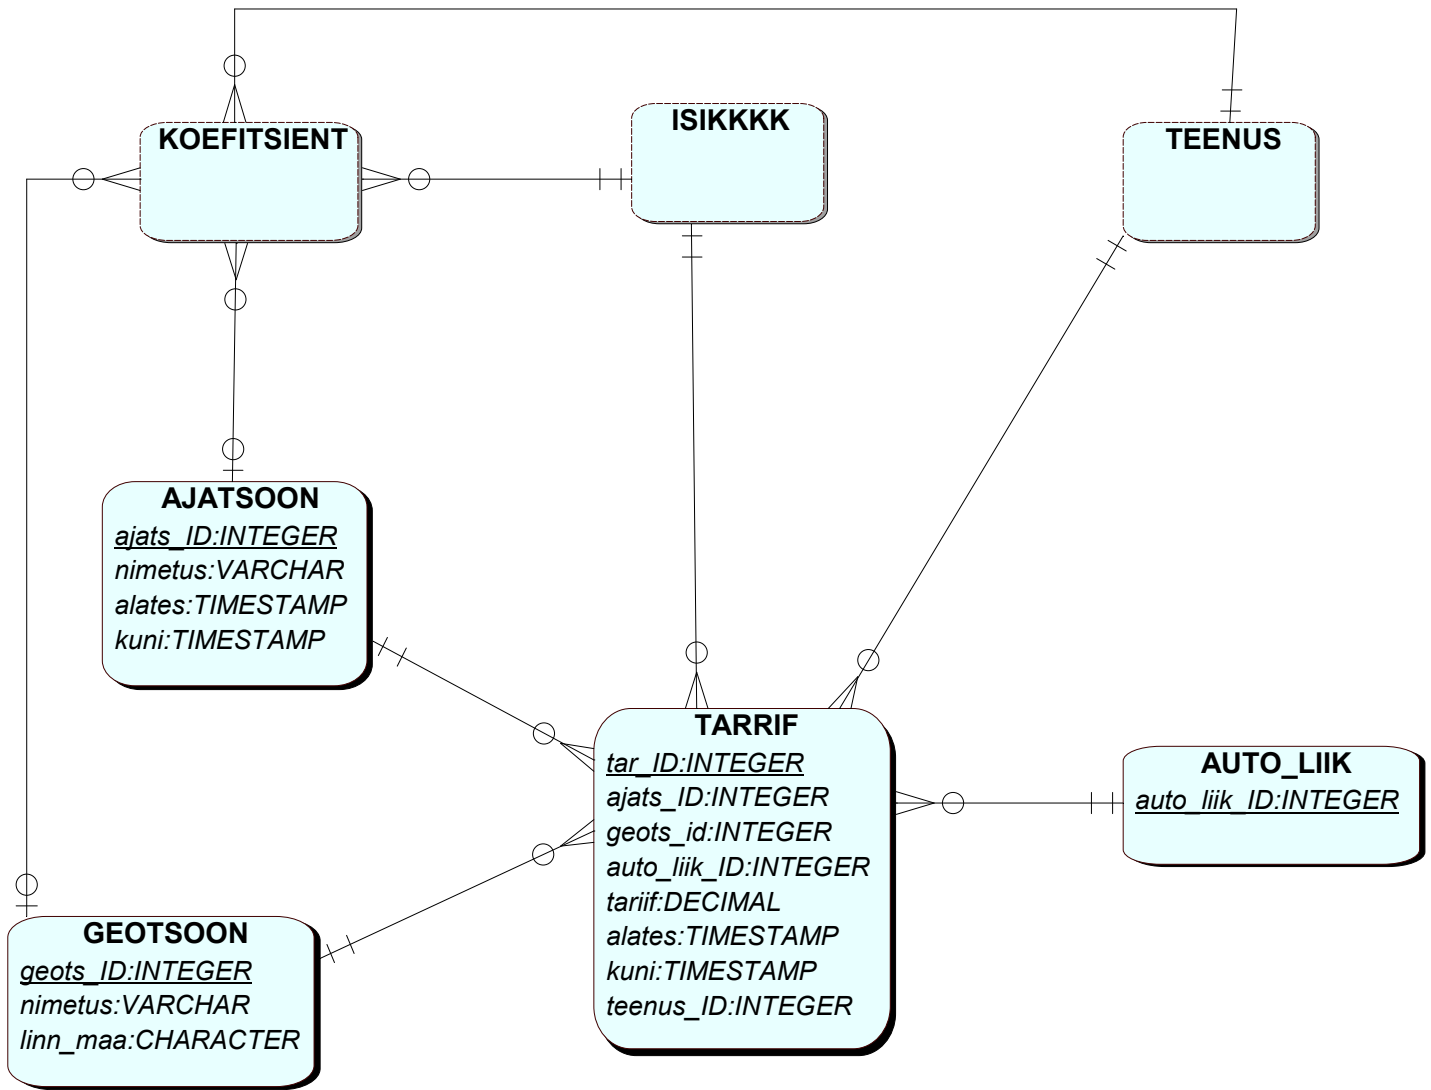 KOEFITSIENT
ISIKKKK
TEENUS
AJATSOON
ajats_ID:INTEGER
nimetus:VARCHAR
alates:TIMESTAMP
kuni:TIMESTAMP
TARRIF
tar_ID:INTEGER
ajats_ID:INTEGER
geots_id:INTEGER
auto_liik_ID:INTEGER
tariif:DECIMAL
alates:TIMESTAMP
kuni:TIMESTAMP
teenus_ID:INTEGER
AUTO_LIIK
auto_liik_ID:INTEGER
GEOTSOON
geots_ID:INTEGER
nimetus:VARCHAR
linn_maa:CHARACTER